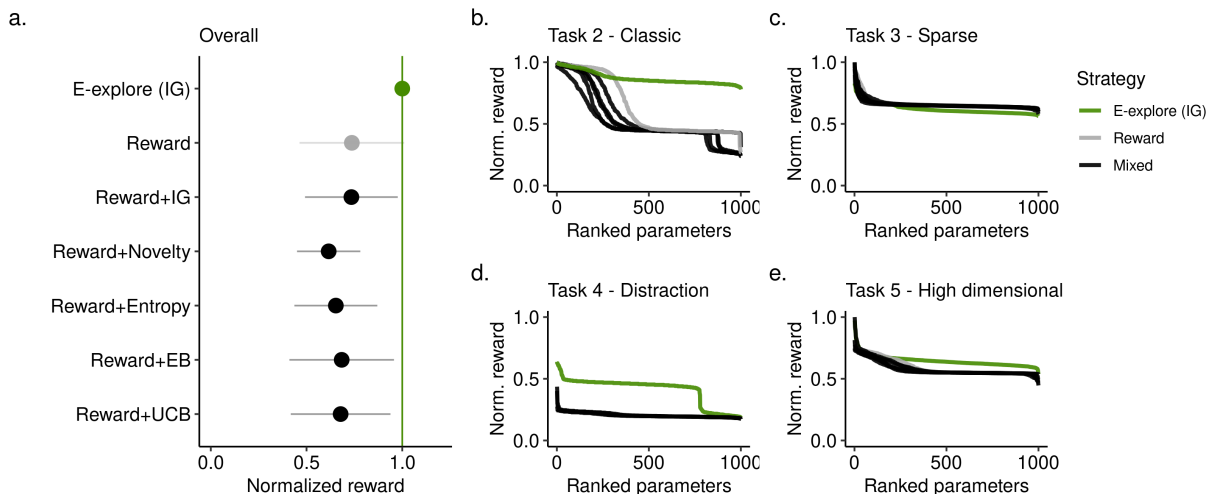 a.
Overall
E-explore (IG)
Reward
Reward+IG
Reward+Novelty
Reward+Entropy
Reward+EB
Reward+UCB
0.0 0.5 1.0
Normalized reward
b.
Task 2 - Classic
Norm. reward
1.0
0.5
0.0
0 500 1000
Ranked parameters
c.
Task 3 - Sparse
Norm. reward
1.0
0.5
0.0
0 500 1000
Ranked parameters
Strategy
E-explore (IG)
Reward
Mixed
d.
Task 4 - Distraction
Norm. reward
1.0
0.5
0.0
0 500 1000
Ranked parameters
e.
Task 5 - High dimensional
Norm. reward
1.0
0.5
0.0
0 500 1000
Ranked parameters